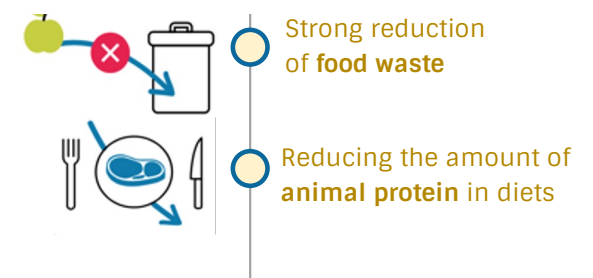 Strong reduction
of food waste
Reducing the amount of
animal protein in diets